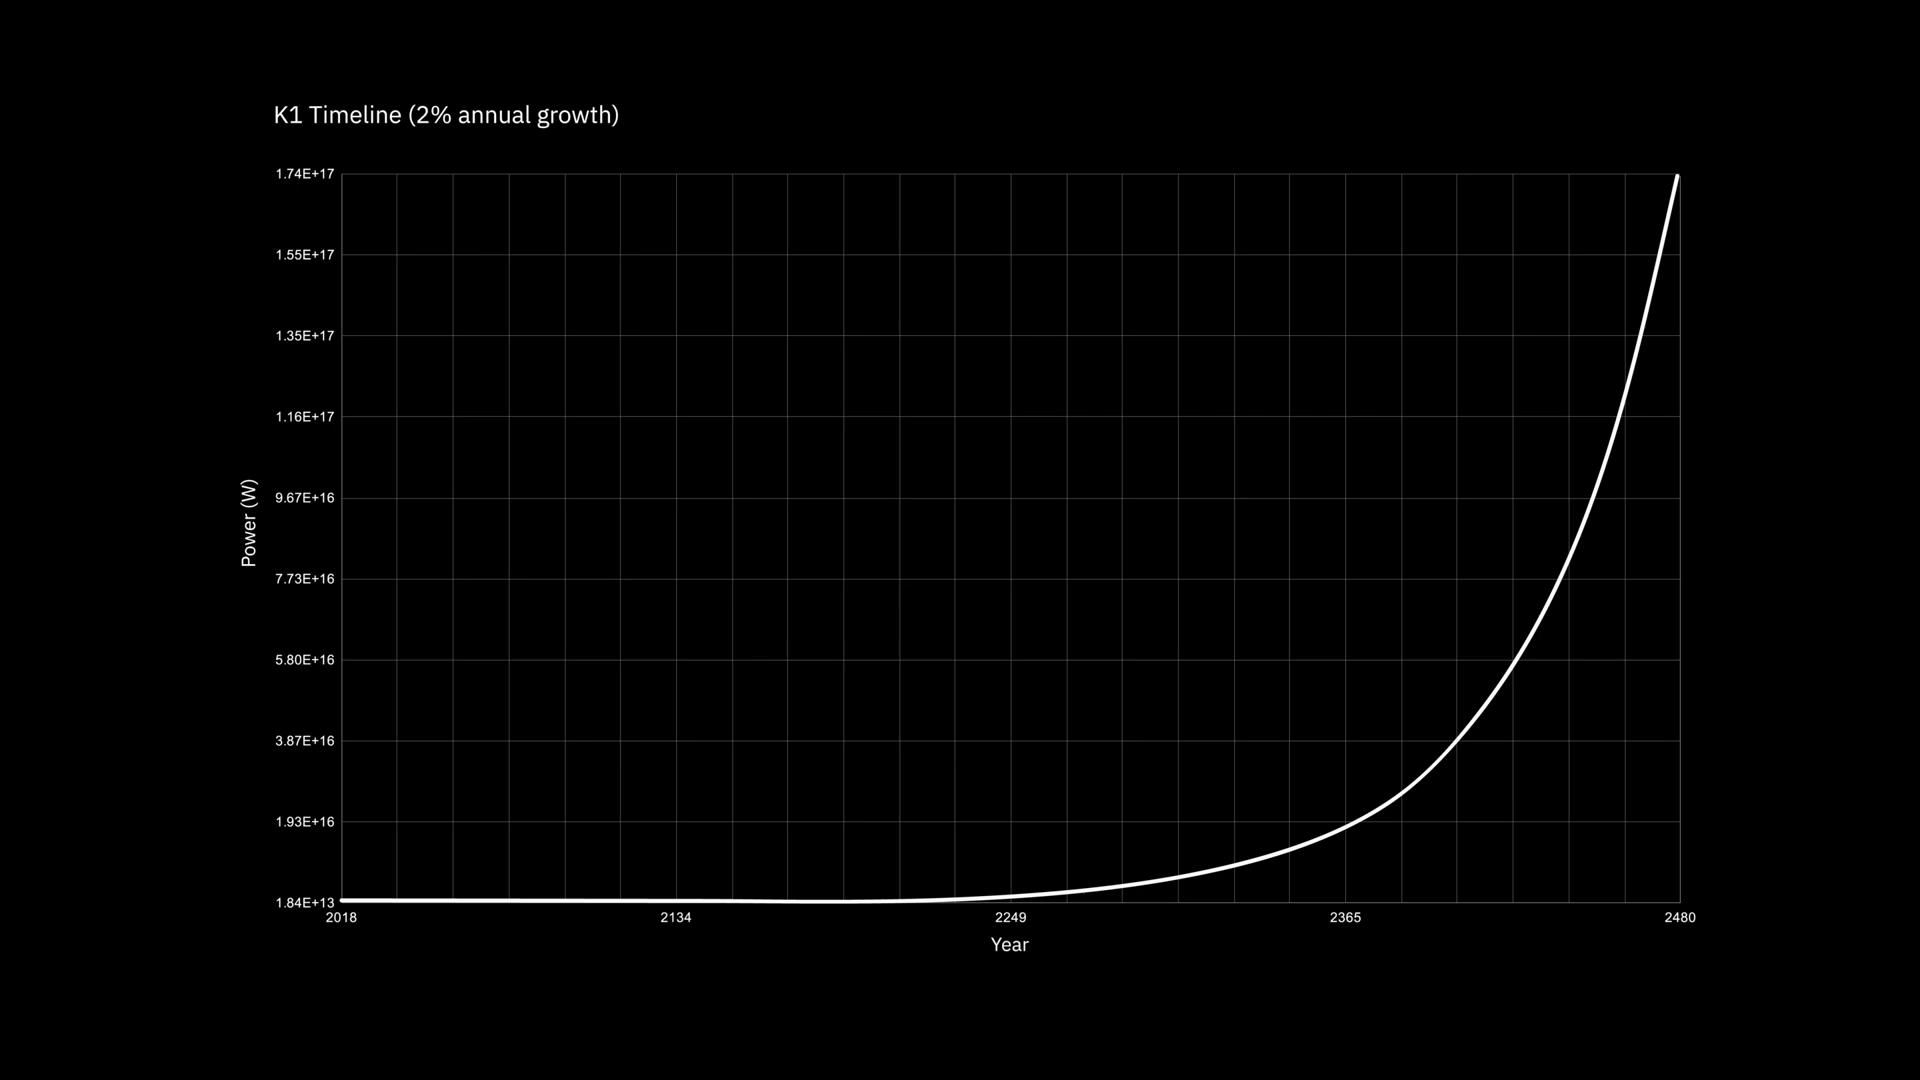 K1 Timeline (2% annual growth)
1.74E+17
1.55E+17
1.35E+17
1.16E+17
9.67E+16
7.73E+16
5.80E+16
3.87E+16
1.93E+16
1.84E+13
Power (W)
2018 2134 2249 2365 2480
Year